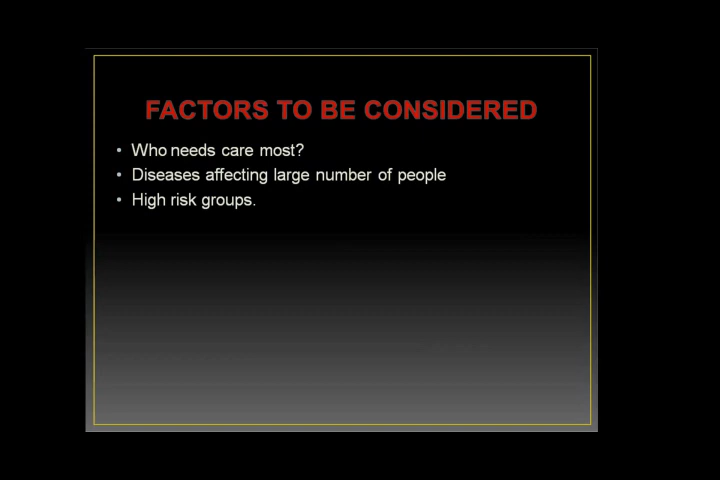 FACTORS TO BE CONSIDERED
• Who needs care most?
• Diseases affecting large number of people
• High risk groups.